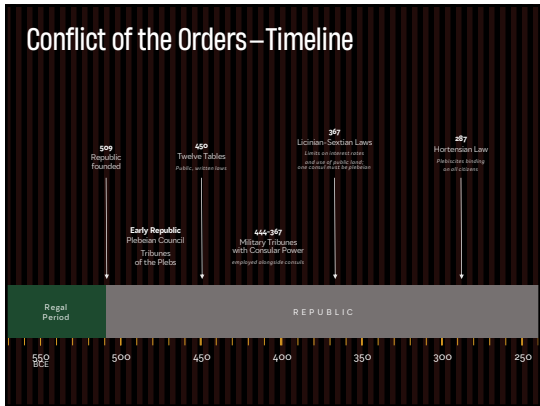 Conflict of the Orders—Timeline
509
Republic
founded
450
Twelve Tables
Public, written laws
367
Licinian-Sextian Laws
Limits on interest rates
and use of public land;
one consul must be plebeian
287
Hortensian Law
Plebiscites binding
on all citizens
Early Republic
Plebeian Council
Tribunes
of the Plebs
444-367
Military Tribunes
with Consular Power
employed alongside consuls
Regal
Period
REPUBLIC
550 500 450 400 350 300 250
BCE